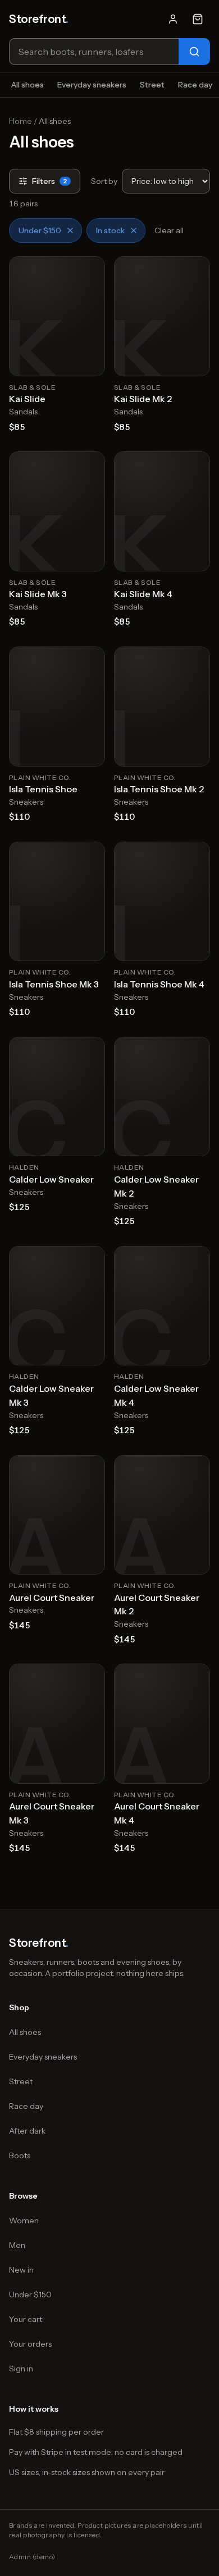 Storefront.
Search boots, runners, loafers
All shoes Everyday sneakers Street Race day
Home / All shoes
All shoes
Filters 2 Sort by Price: low to high
16 pairs
Under $150 In stock Clear all
K K
SLAB & SOLE SLAB & SOLE
Kai Slide Kai Slide Mk 2
Sandals Sandals
$85 $85
K K
SLAB & SOLE SLAB & SOLE
Kai Slide Mk 3 Kai Slide Mk 4
Sandals Sandals
$85 $85
I I
PLAIN WHITE CO. PLAIN WHITE CO.
Isla Tennis Shoe Isla Tennis Shoe Mk 2
Sneakers Sneakers
$110 $110
I I
PLAIN WHITE CO. PLAIN WHITE CO.
Isla Tennis Shoe Mk 3 Isla Tennis Shoe Mk 4
Sneakers Sneakers
$110 $110
C C
HALDEN HALDEN
Calder Low Sneaker Calder Low Sneaker
Mk 2
Sneakers Sneakers
$125 $125
C C
HALDEN HALDEN
Calder Low Sneaker Calder Low Sneaker
Mk 3 Mk 4
Sneakers Sneakers
$125 $125
A A
PLAIN WHITE CO. PLAIN WHITE CO.
Aurel Court Sneaker Aurel Court Sneaker
Mk 2
Sneakers Sneakers
$145 $145
A A
PLAIN WHITE CO. PLAIN WHITE CO.
Aurel Court Sneaker Aurel Court Sneaker
Mk 3 Mk 4
Sneakers Sneakers
$145 $145
Storefront.
Sneakers, runners, boots and evening shoes, by
occasion. A portfolio project: nothing here ships.
Shop
All shoes
Everyday sneakers
Street
Race day
After dark
Boots
Browse
Women
Men
New in
Under $150
Your cart
Your orders
Sign in
How it works
Flat $8 shipping per order
Pay with Stripe in test mode: no card is charged
US sizes, in-stock sizes shown on every pair
Brands are invented. Product pictures are placeholders until
real photography is licensed.
Admin (demo)